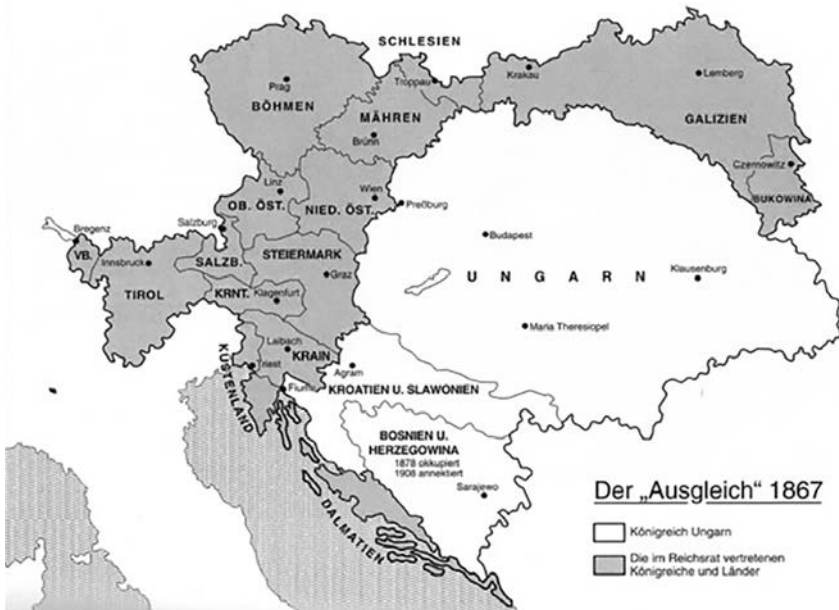 SCHLESIEN
Krakau
Lemberg
Prag
Troppau
BÖHMEN
MÄHREN
GALIZIEN
Brünn
Czernowitz
Linz
Wien
BUKOWINA
OB. ÖST.
NIED. ÖST.
Preßburg
Salzburg
Bregenz
Budapest
VB.
Innsbruck
SALZB.
STEIERMARK
Graz
UNGARN
Klausenburg
TIROL
KRNT.
Klagenfurt
Maria Theresiopel
Laibach
KRAIN
Triest
Agram
KÜSTENLAND
Fiume
KROATIEN U. SLAWONIEN
BOSNIEN U.
HERZEGOWINA
1878 okkupiert
1908 annektiert
Sarajewo
DALMATIEN
Der „Ausgleich“ 1867
Königreich Ungarn
Die im Reichsrat vertretenen
Königreiche und Länder